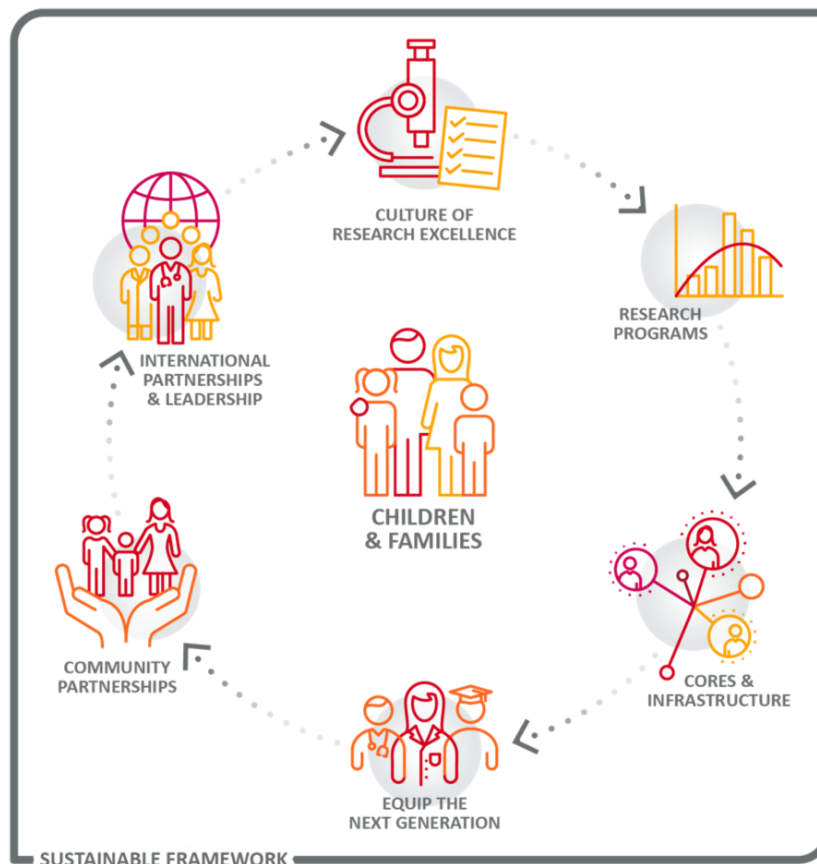 CULTURE OF
RESEARCH EXCELLENCE
RESEARCH
PROGRAMS
CORES &
INFRASTRUCTURE
EQUIP THE
NEXT GENERATION
COMMUNITY
PARTNERSHIPS
INTERNATIONAL
PARTNERSHIPS
& LEADERSHIP
CHILDREN
& FAMILIES
SUSTAINABLE FRAMEWORK